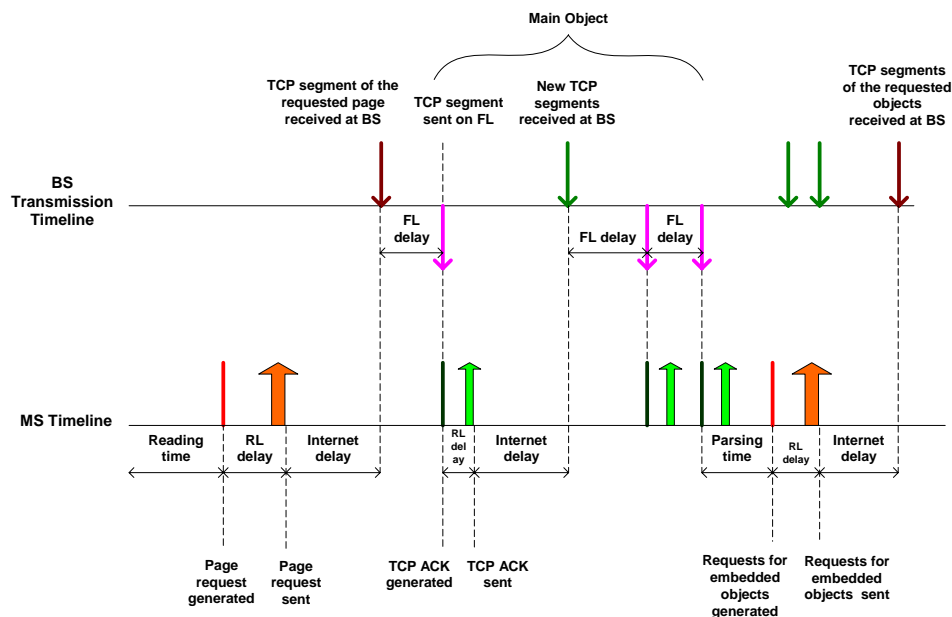 Main Object
TCP segment of the
requested page
received at BS
TCP segment
sent on FL
New TCP
segments
received at BS
TCP segments
of the requested
objects
received at BS
BS
Transmission
Timeline
FL
delay
FL delay
FL
delay
MS Timeline
Reading
time
RL
delay
Internet
delay
RL
del
ay
Internet
delay
Parsing
time
RL
delay
Internet
delay
Page
request
generated
Page
request
sent
TCP ACK
generated
TCP ACK
sent
Requests for
embedded
objects
generated
Requests for
embedded
objects sent